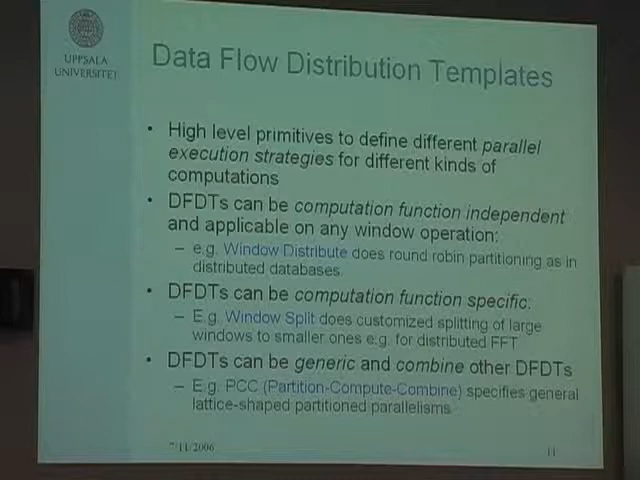 UPPSALA
UNIVERSITET
Data Flow Distribution Templates
• High level primitives to define different parallel
execution strategies for different kinds of
computations
• DFDTs can be computation function independent
and applicable on any window operation:
– e.g. Window Distribute does round robin partitioning as in
distributed databases.
• DFDTs can be computation function specific:
– E.g. Window Split does customized splitting of large
windows to smaller ones e.g. for distributed FFT
• DFDTs can be generic and combine other DFDTs
– E.g. PCC (Partition-Compute-Combine) specifies general
lattice-shaped partitioned parallelisms
7/11/2006
11